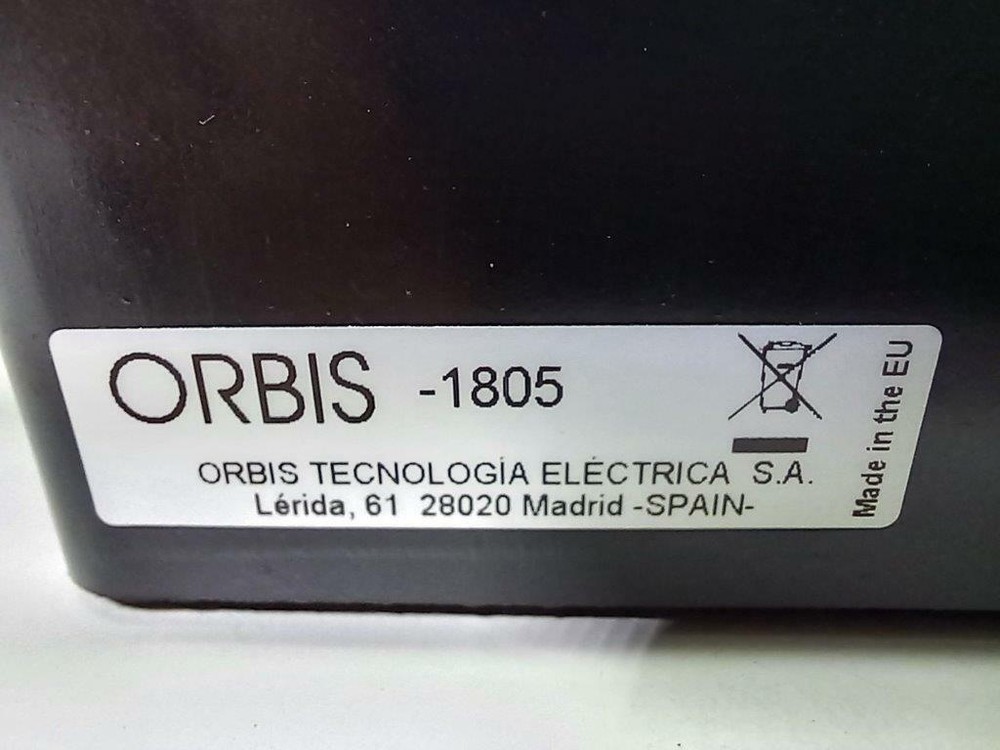 ORBIS -1805
ORBIS TECNOLOGÍA ELÉCTRICA S.A.
Lérida, 61 28020 Madrid -SPAIN-
Made in the EU